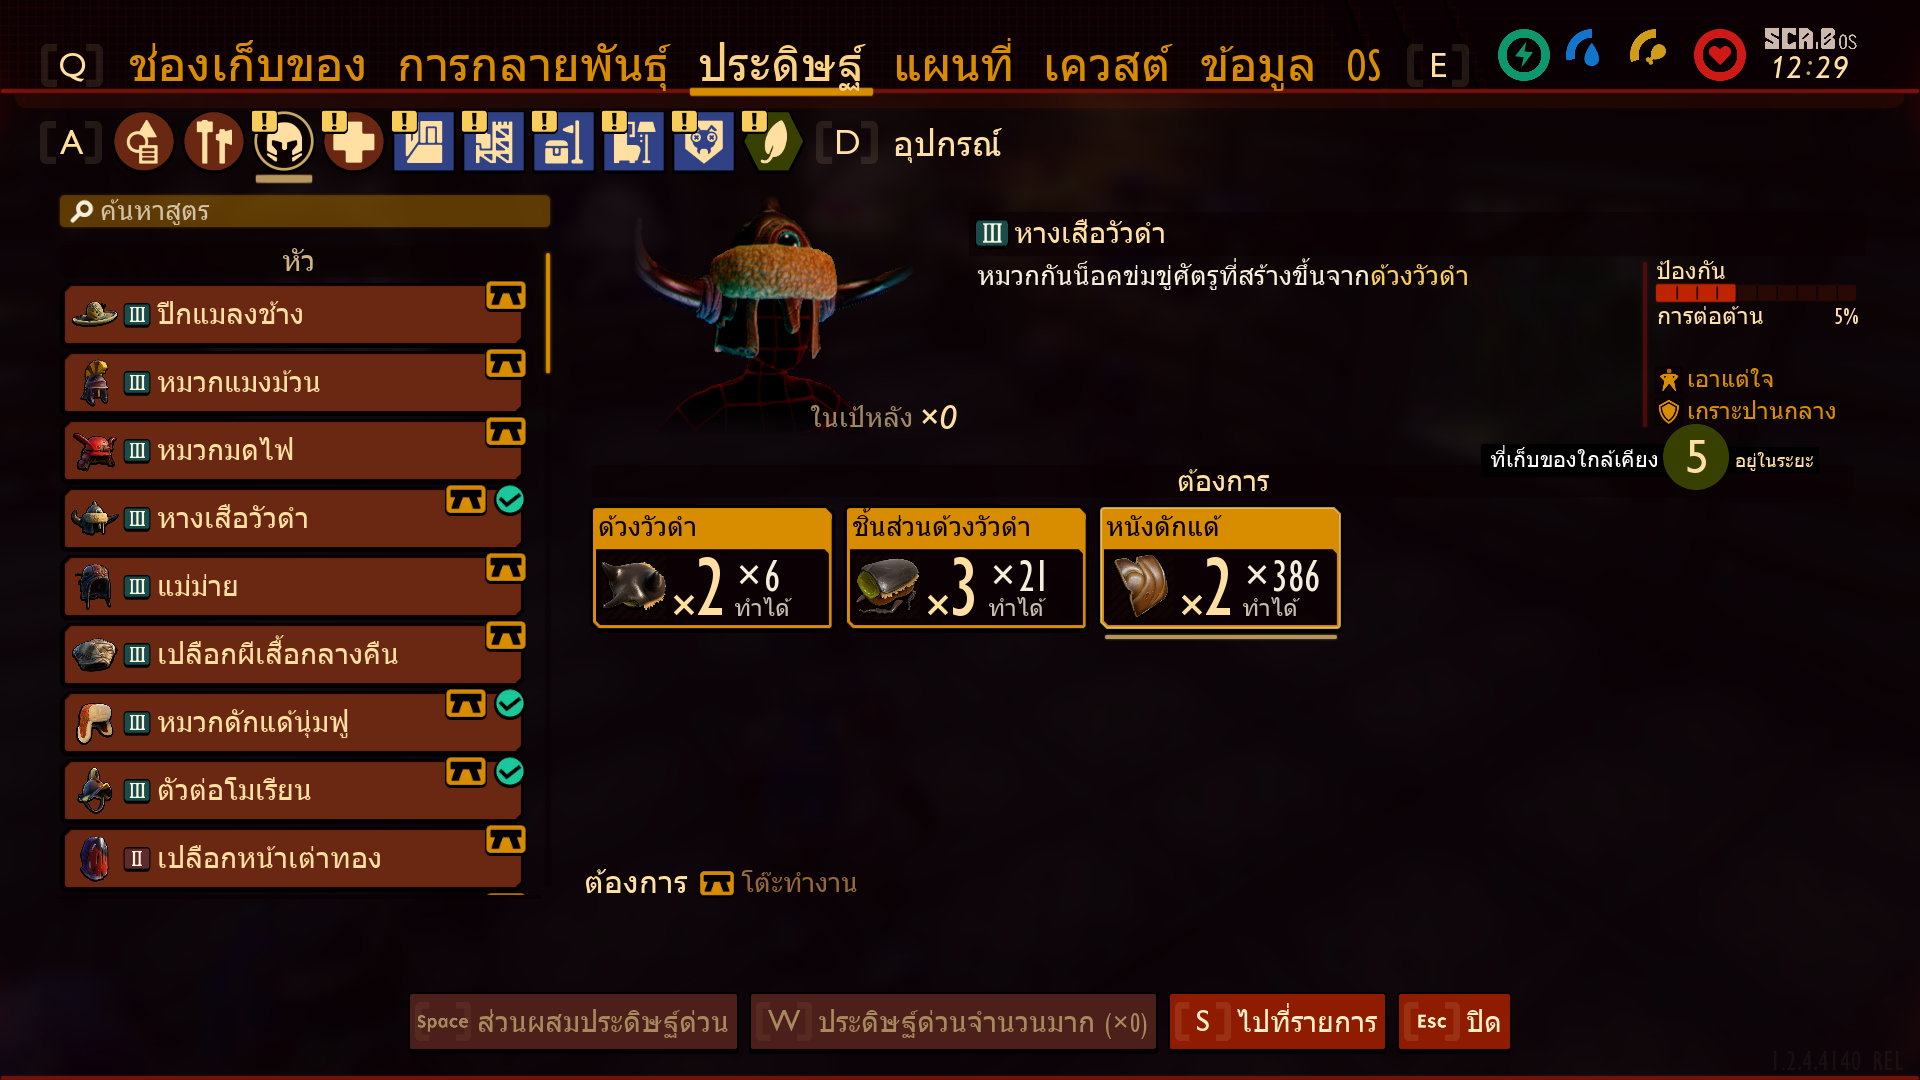 Q ช่องเก็บของ การกลายพันธุ์ ประดิษฐ์ แผนที่ เควสต์ ข้อมูล OS E
SCA.B OS
12:29
A D อุปกรณ์
ค้นหาสูตร
หัว
III ปีกแมลงช้าง
III หมวกแมงม้วน
III หมวกมดไฟ
III หางเสือวัวดำ
III แม่ม่าย
III เปลือกผีเสื้อกลางคืน
III หมวกดักแด้นุ่มฟู
III ตัวต่อโมเรียน
II เปลือกหน้าเต่าทอง
ในเป้หลัง ×0
III หางเสือวัวดำ
หมวกกันน็อคข่มขู่ศัตรูที่สร้างขึ้นจากด้วงวัวดำ
ป้องกัน
การต่อต้าน 5%
เอาแต่ใจ
เกราะปานกลาง
ที่เก็บของใกล้เคียง 5 อยู่ในระยะ
ต้องการ
ด้วงวัวดำ
×2 ×6
ทำได้
ชิ้นส่วนด้วงวัวดำ
×3 ×21
ทำได้
หนังดักแด้
×2 ×386
ทำได้
ต้องการ โต๊ะทำงาน
Space ส่วนผสมประดิษฐ์ด่วน
W ประดิษฐ์ด่วนจำนวนมาก (×0)
S ไปที่รายการ
Esc ปิด
1.2.4.4140 REL